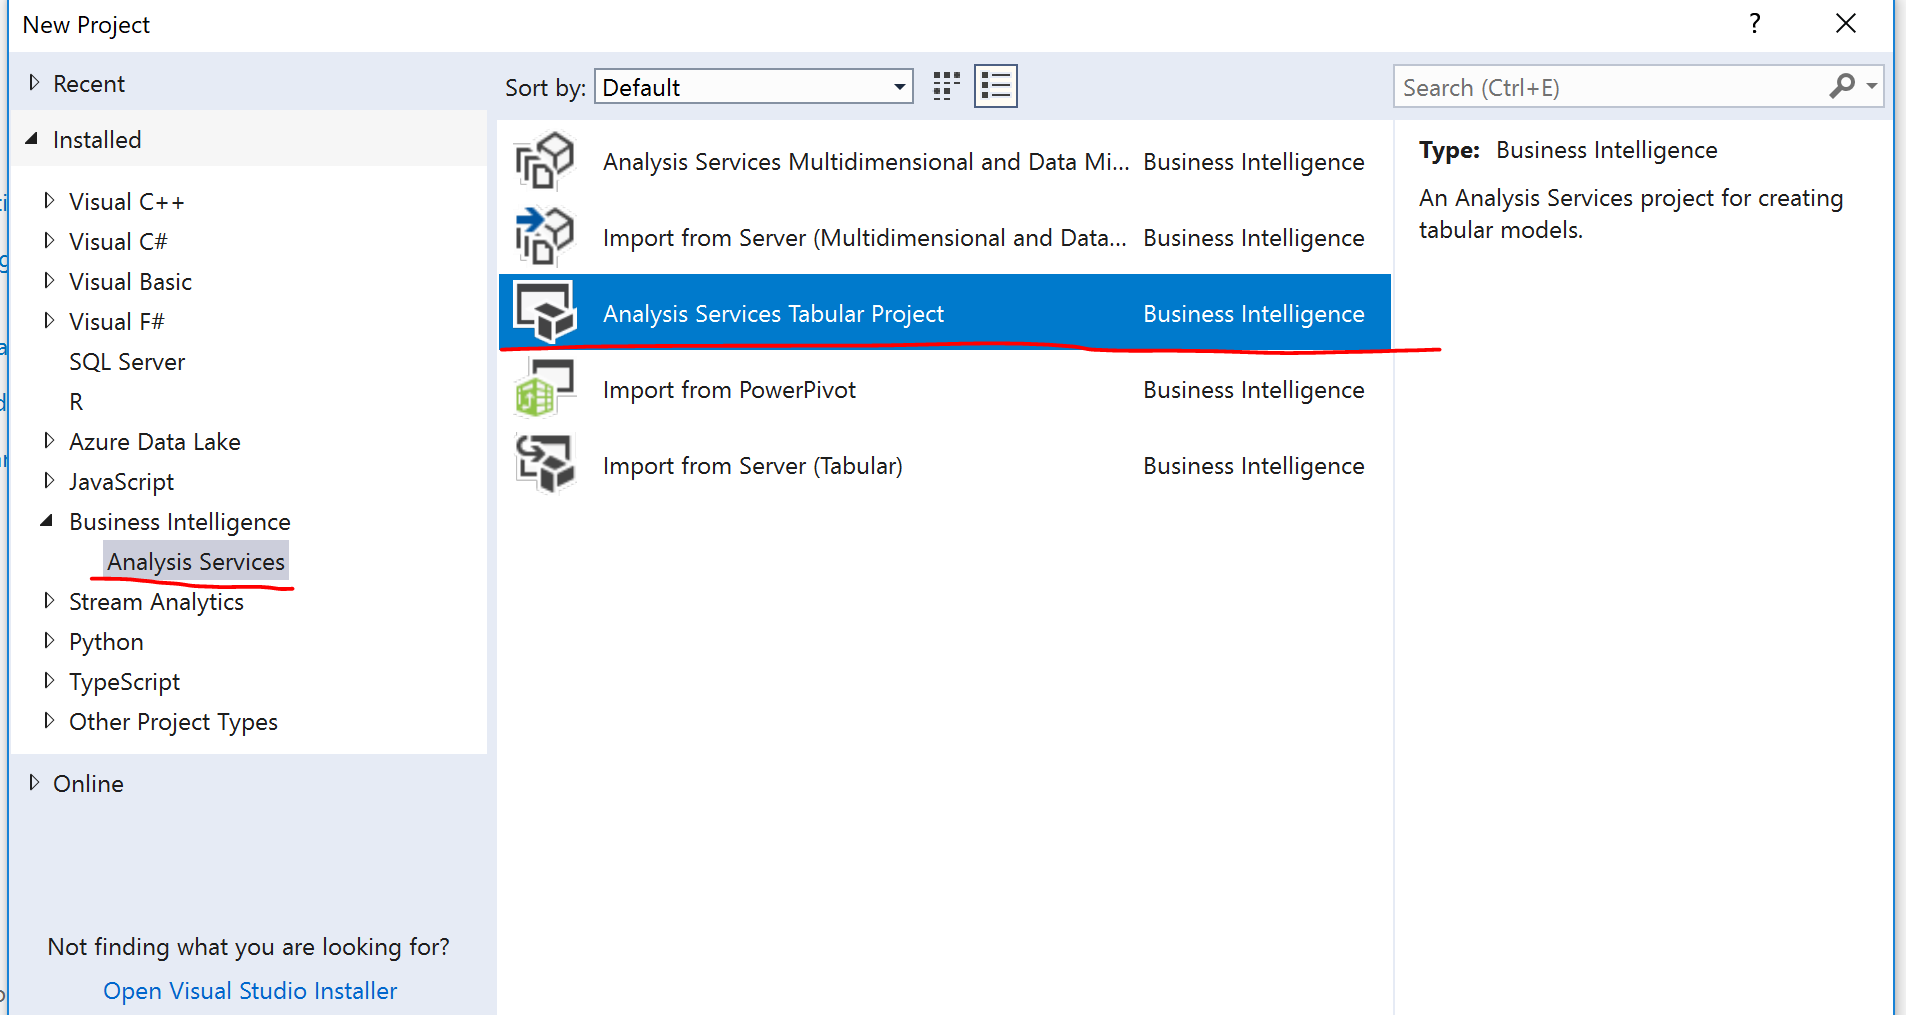 New Project
?
Recent
Installed
Visual C++
Visual C#
Visual Basic
Visual F#
SQL Server
R
Azure Data Lake
JavaScript
Business Intelligence
Analysis Services
Stream Analytics
Python
TypeScript
Other Project Types
Online
Not finding what you are looking for?
Open Visual Studio Installer
Sort by: Default
Search (Ctrl+E)
Analysis Services Multidimensional and Data Mi... Business Intelligence
Import from Server (Multidimensional and Data... Business Intelligence
Analysis Services Tabular Project Business Intelligence
Import from PowerPivot Business Intelligence
Import from Server (Tabular) Business Intelligence
Type: Business Intelligence
An Analysis Services project for creating
tabular models.